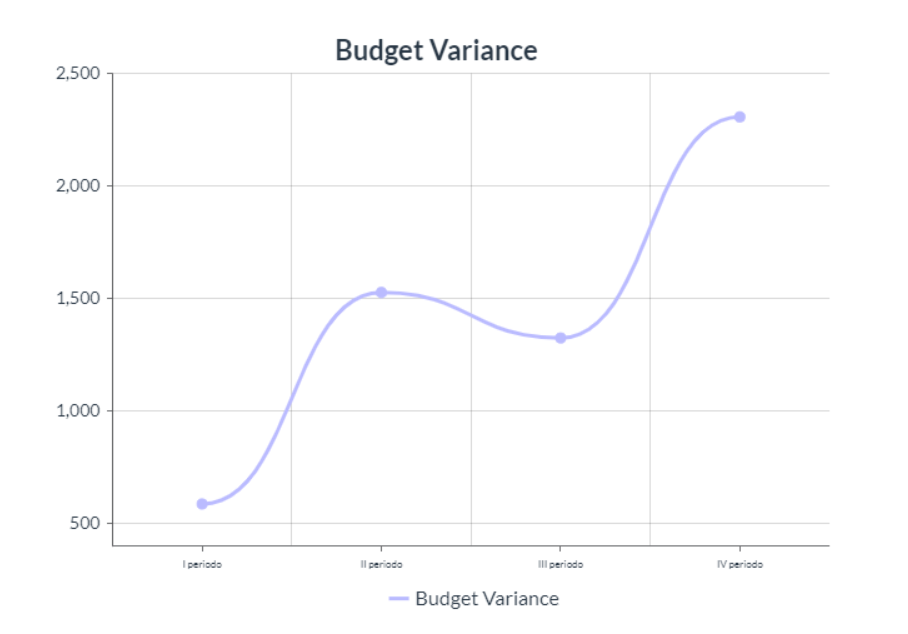 Budget Variance
2,500
2,000
1,500
1,000
500
I periodo II periodo III periodo IV periodo
Budget Variance